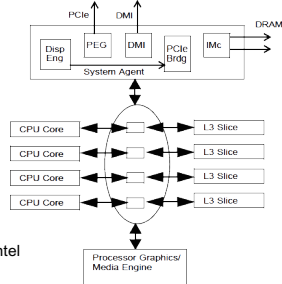 PCIe DMI
DRAM
Disp Eng
PEG
DMI
PCIe Brdg
IMc
System Agent
CPU Core L3 Slice
CPU Core L3 Slice
CPU Core L3 Slice
CPU Core L3 Slice
ntel
Processor Graphics/
Media Engine